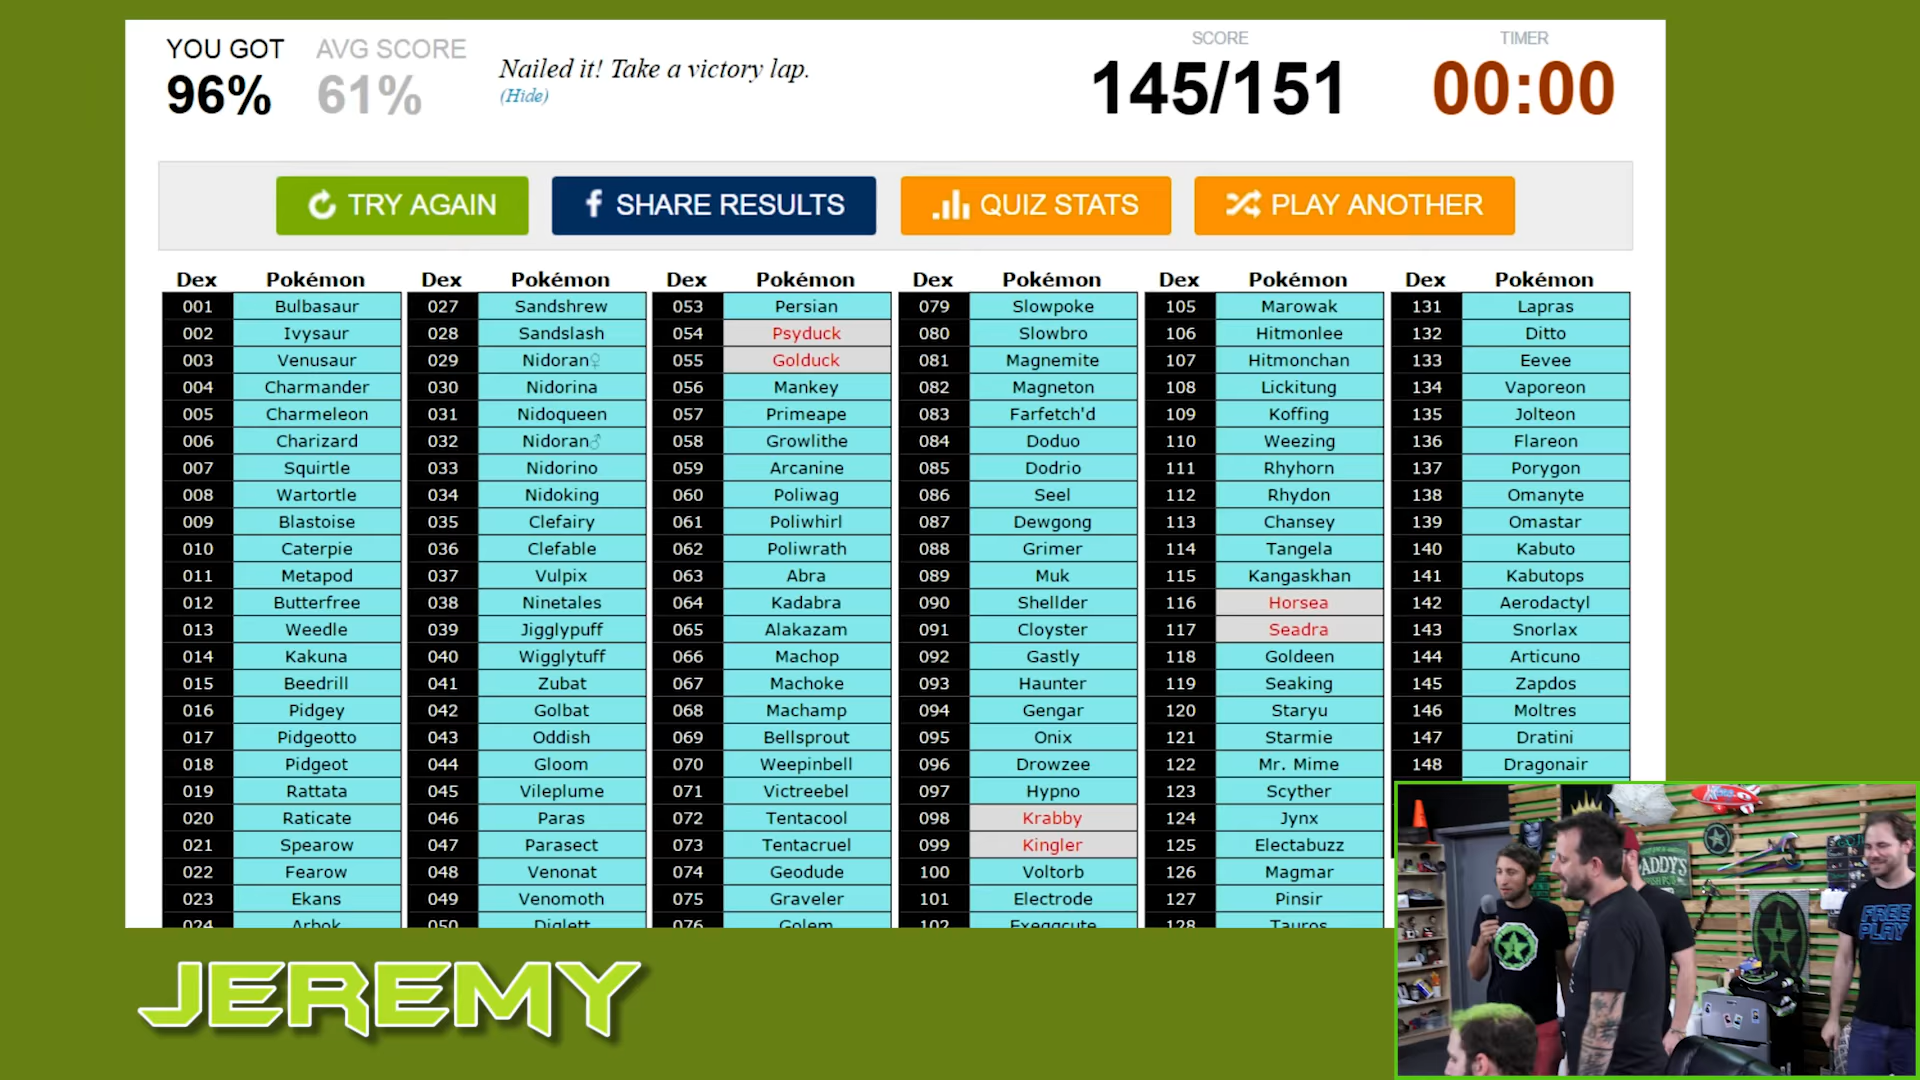 YOU GOT AVG SCORE SCORE TIMER
96% 61% Nailed it! Take a victory lap. 145/151 00:00
(Hide)
TRY AGAIN SHARE RESULTS QUIZ STATS PLAY ANOTHER
Dex Pokémon Dex Pokémon Dex Pokémon Dex Pokémon Dex Pokémon Dex Pokémon
001 Bulbasaur 027 Sandshrew 053 Persian 079 Slowpoke 105 Marowak 131 Lapras
002 Ivysaur 028 Sandslash 054 Psyduck 080 Slowbro 106 Hitmonlee 132 Ditto
003 Venusaur 029 Nidoran♀ 055 Golduck 081 Magnemite 107 Hitmonchan 133 Eevee
004 Charmander 030 Nidorina 056 Mankey 082 Magneton 108 Lickitung 134 Vaporeon
005 Charmeleon 031 Nidoqueen 057 Primeape 083 Farfetch'd 109 Koffing 135 Jolteon
006 Charizard 032 Nidoran♂ 058 Growlithe 084 Doduo 110 Weezing 136 Flareon
007 Squirtle 033 Nidorino 059 Arcanine 085 Dodrio 111 Rhyhorn 137 Porygon
008 Wartortle 034 Nidoking 060 Poliwag 086 Seel 112 Rhydon 138 Omanyte
009 Blastoise 035 Clefairy 061 Poliwhirl 087 Dewgong 113 Chansey 139 Omastar
010 Caterpie 036 Clefable 062 Poliwrath 088 Grimer 114 Tangela 140 Kabuto
011 Metapod 037 Vulpix 063 Abra 089 Muk 115 Kangaskhan 141 Kabutops
012 Butterfree 038 Ninetales 064 Kadabra 090 Shellder 116 Horsea 142 Aerodactyl
013 Weedle 039 Jigglypuff 065 Alakazam 091 Cloyster 117 Seadra 143 Snorlax
014 Kakuna 040 Wigglytuff 066 Machop 092 Gastly 118 Goldeen 144 Articuno
015 Beedrill 041 Zubat 067 Machoke 093 Haunter 119 Seaking 145 Zapdos
016 Pidgey 042 Golbat 068 Machamp 094 Gengar 120 Staryu 146 Moltres
017 Pidgeotto 043 Oddish 069 Bellsprout 095 Onix 121 Starmie 147 Dratini
018 Pidgeot 044 Gloom 070 Weepinbell 096 Drowzee 122 Mr. Mime 148 Dragonair
019 Rattata 045 Vileplume 071 Victreebel 097 Hypno 123 Scyther
020 Raticate 046 Paras 072 Tentacool 098 Krabby 124 Jynx
021 Spearow 047 Parasect 073 Tentacruel 099 Kingler 125 Electabuzz
022 Fearow 048 Venonat 074 Geodude 100 Voltorb 126 Magmar
023 Ekans 049 Venomoth 075 Graveler 101 Electrode 127 Pinsir
024 Arbok 050 Diglett 076 Golem 102 Exeggcute 128 Tauros
ADDY'S
FREE
PLAY
JEREMY